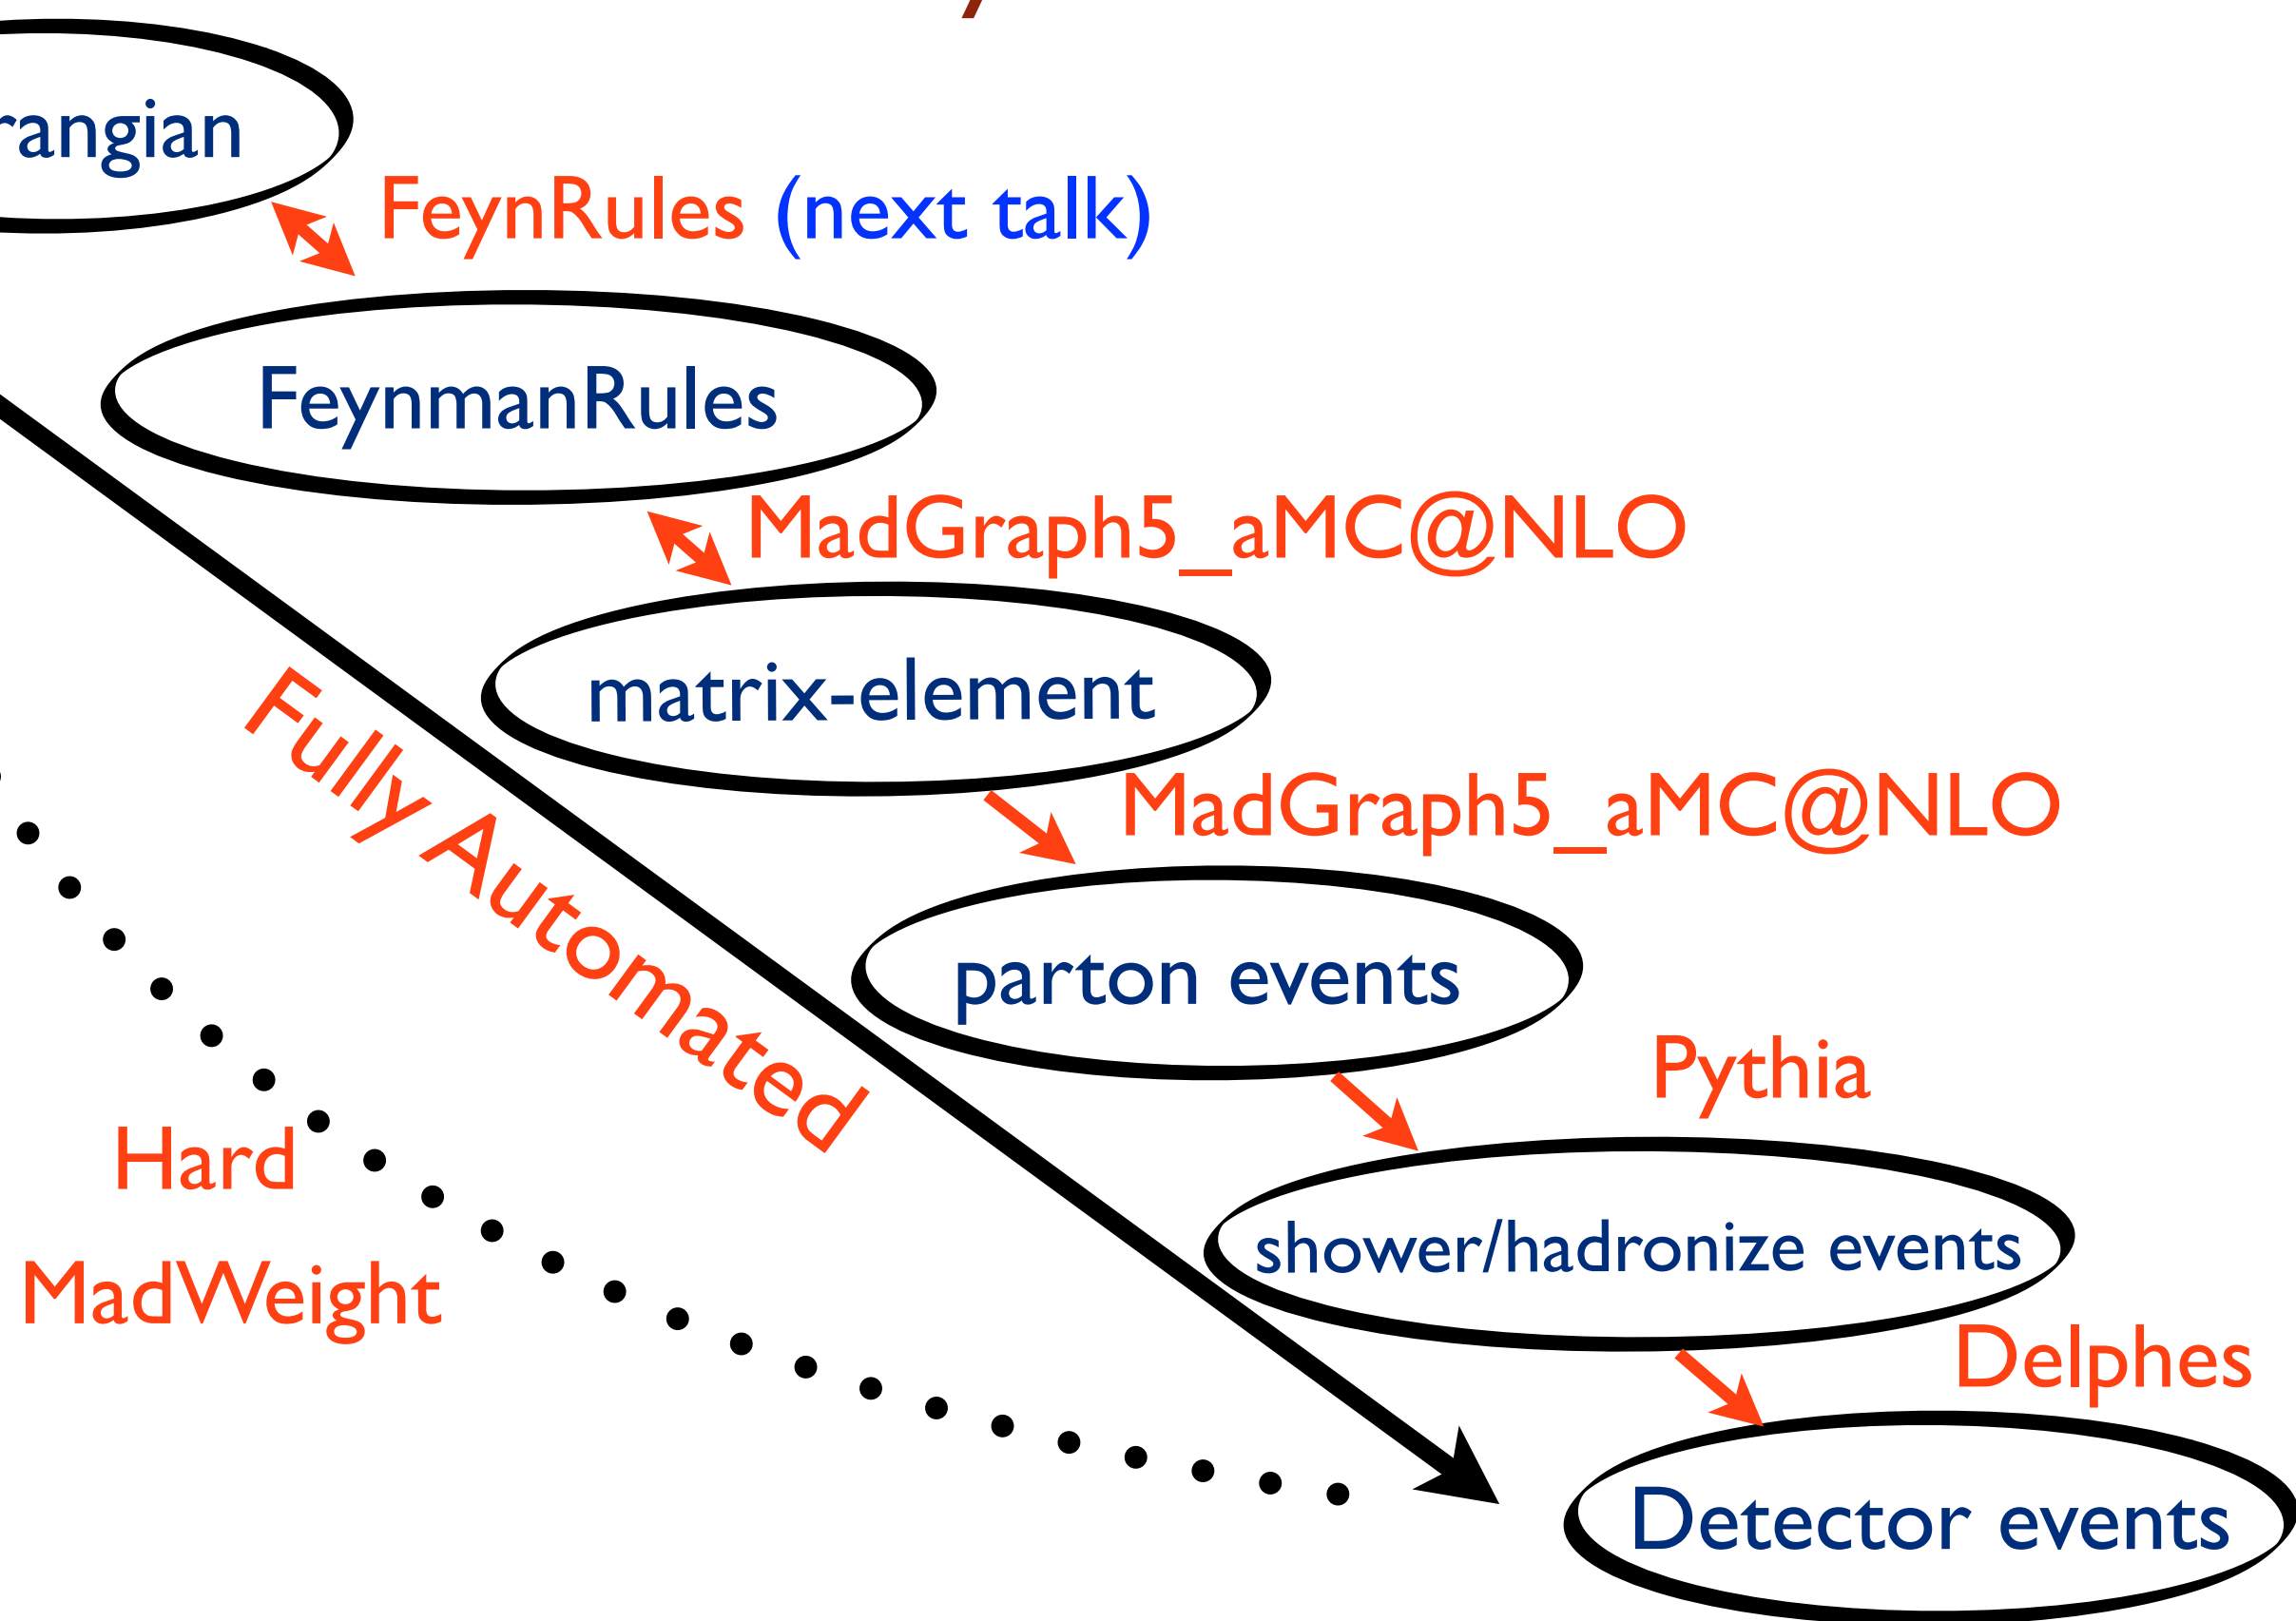 rangian
FeynRules (next talk)
FeynmanRules
MadGraph5_aMC@NLO
matrix-element
MadGraph5_aMC@NLO
Fully Automated
parton events
Pythia
Hard
shower/hadronize events
MadWeight
Delphes
Detector events